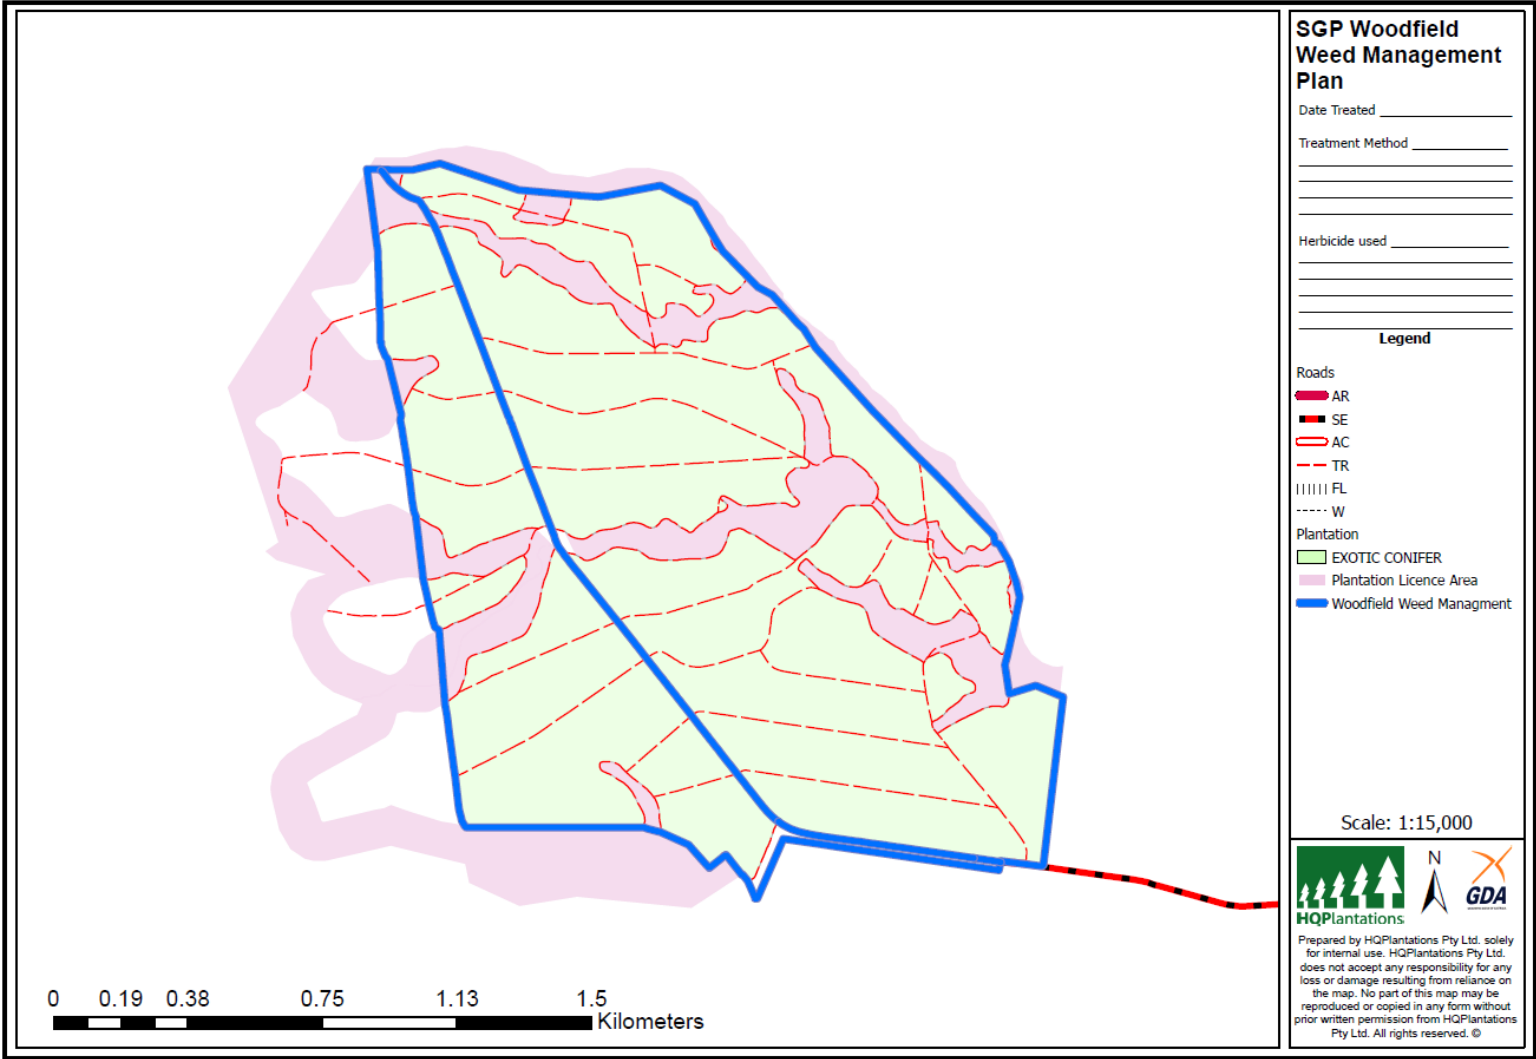 SGP Woodfield
Weed Management
Plan
Date Treated
Treatment Method
Herbicide used
Legend
Roads
AR
SE
AC
TR
FL
W
Plantation
EXOTIC CONIFER
Plantation Licence Area
Woodfield Weed Managment
Scale: 1:15,000
HQPlantations
N
GDA
Prepared by HQPlantations Pty Ltd. solely
for internal use. HQPlantations Pty Ltd.
does not accept any responsibility for any
loss or damage resulting from reliance on
the map. No part of this map may be
reproduced or copied in any form without
prior written permission from HQPlantations
Pty Ltd. All rights reserved. ©
0 0.19 0.38 0.75 1.13 1.5
Kilometers